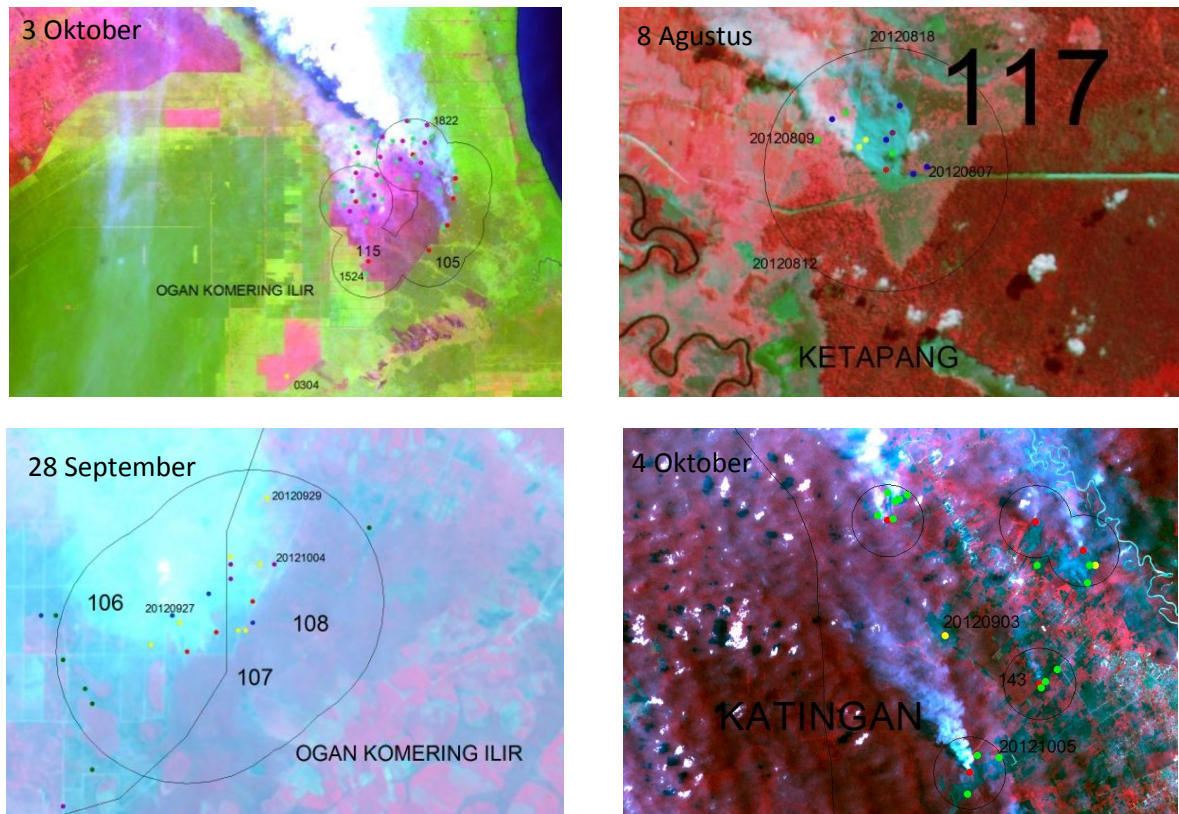 3 Oktober
1822
115
105
1524
OGAN KOMERING ILIR
0304
8 Agustus
20120818
117
20120809
20120807
20120812
KETAPANG
28 September
20120929
20121004
106
20120927
108
107
OGAN KOMERING ILIR
4 Oktober
20120903
143
KATINGAN
20121005